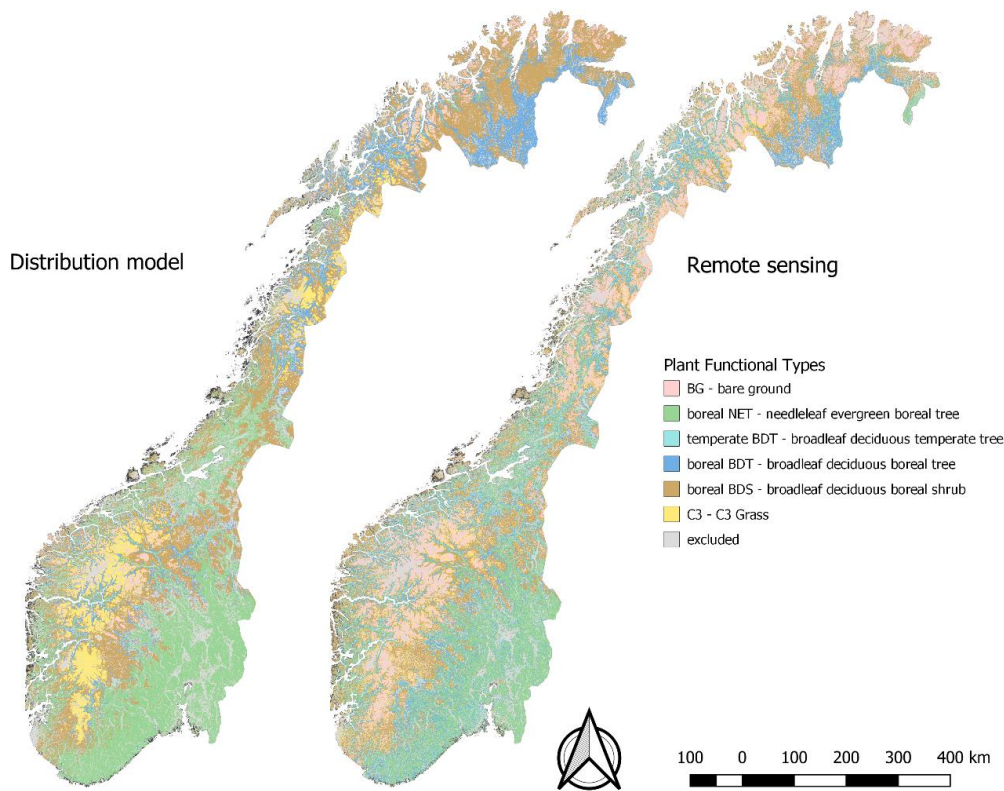 Distribution model
Remote sensing
Plant Functional Types
BG - bare ground
boreal NET - needleleaf evergreen boreal tree
temperate BDT - broadleaf deciduous temperate tree
boreal BDT - broadleaf deciduous boreal tree
boreal BDS - broadleaf deciduous boreal shrub
C3 - C3 Grass
excluded
100 0 100 200 300 400 km